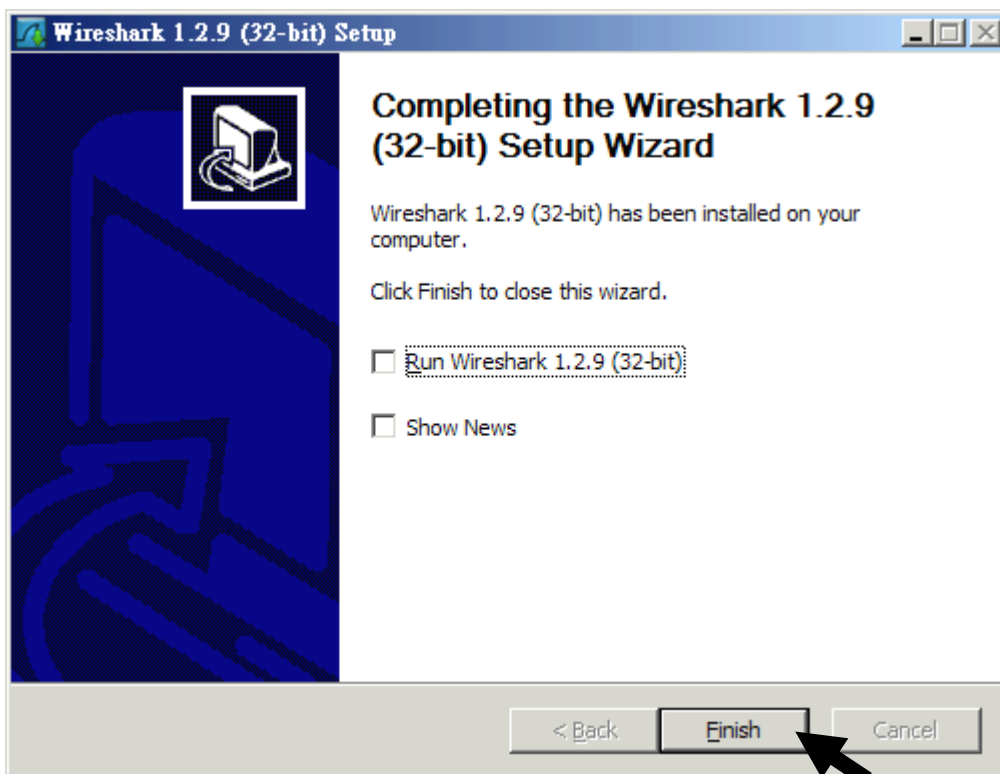 Wireshark 1.2.9 (32-bit) Setup
Completing the Wireshark 1.2.9
(32-bit) Setup Wizard
Wireshark 1.2.9 (32-bit) has been installed on your
computer.
Click Finish to close this wizard.
Run Wireshark 1.2.9 (32-bit)
Show News
< Back
Finish
Cancel